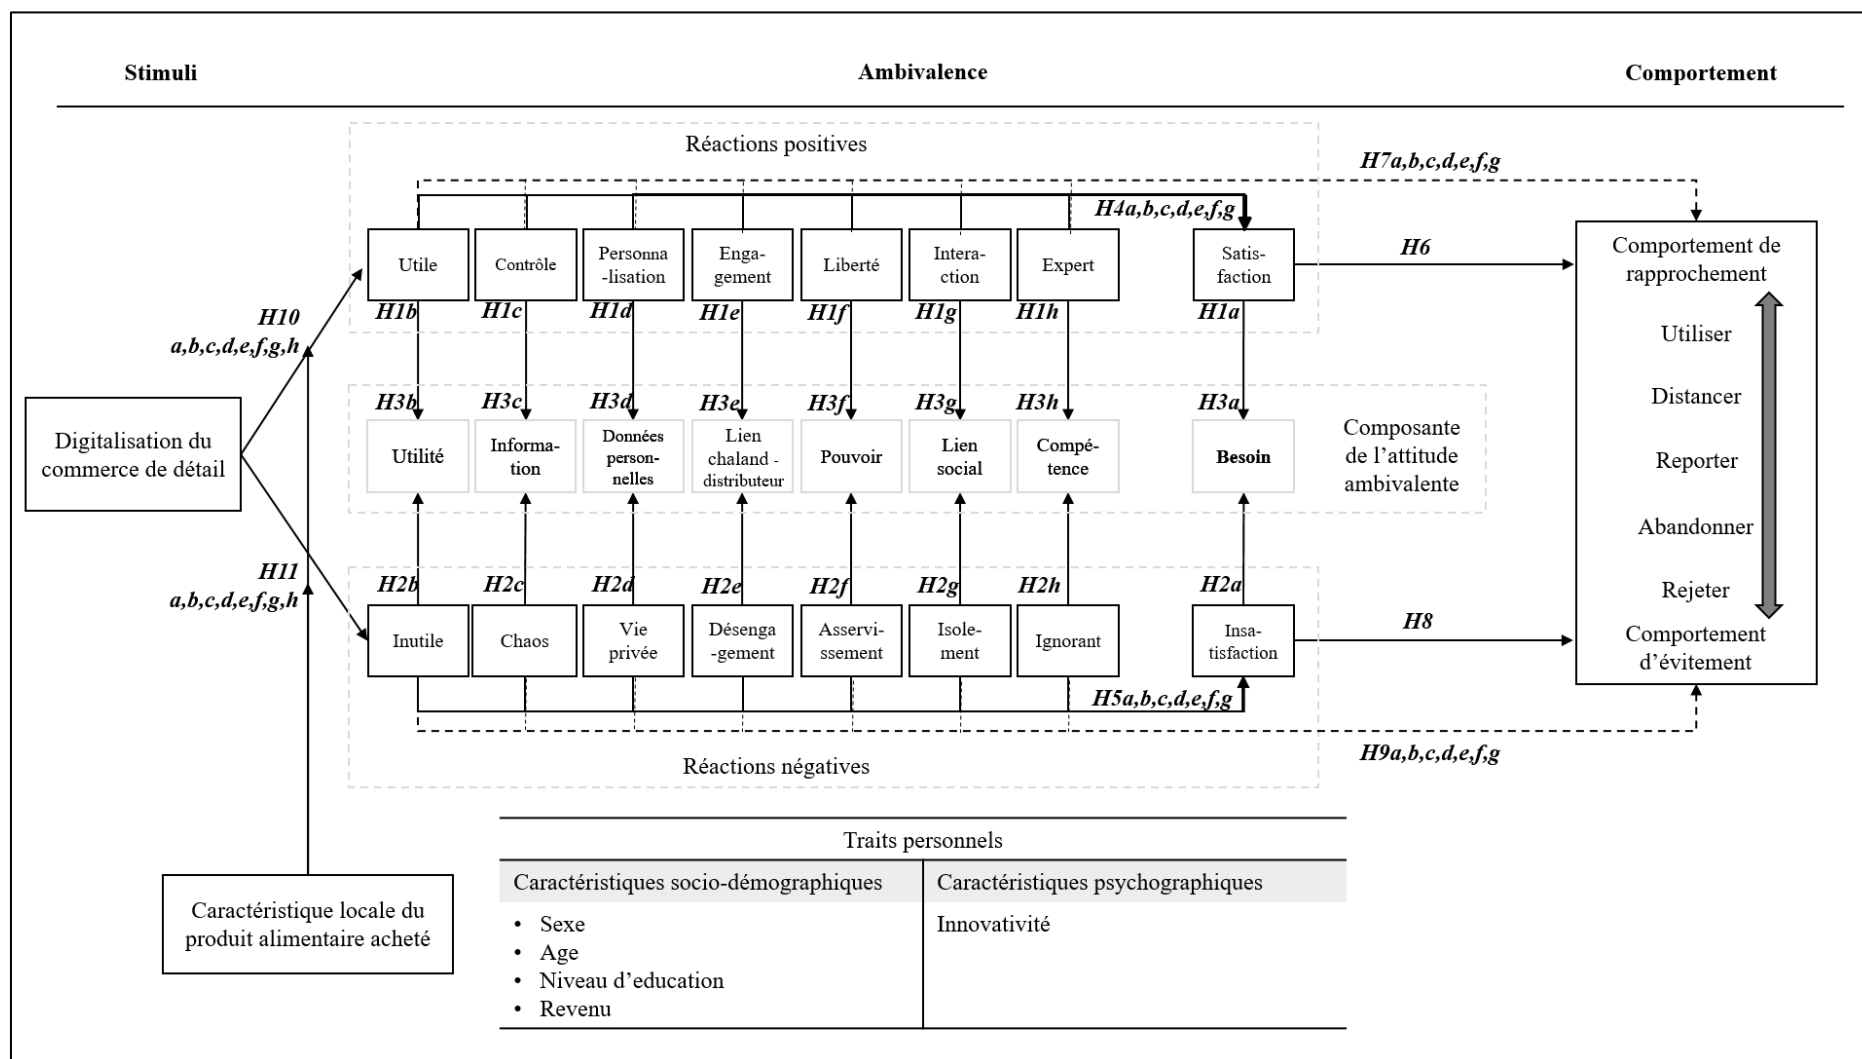 Stimuli
Ambivalence
Comportement
Réactions positives
H7a,b,c,d,e,f,g
H4a,b,c,d,e,f,g
Utile
Contrôle
Personna
-lisation
Enga-
gement
Liberté
Intera-
ction
Expert
Satis-
faction
H6
H1b
H1c
H1d
H1e
H1f
H1g
H1h
H1a
H10
a,b,c,d,e,f,g,h
Comportement de
rapprochement
Utiliser
Distancer
Reporter
Abandonner
Rejeter
Comportement
d’évitement
Digitalisation du
commerce de détail
H3b
H3c
H3d
H3e
H3f
H3g
H3h
H3a
Utilité
Informa-
tion
Données
person-
nelles
Lien
chaland -
distributeur
Pouvoir
Lien
social
Compé-
tence
Besoin
Composante
de l’attitude
ambivalente
H11
a,b,c,d,e,f,g,h
H2b
H2c
H2d
H2e
H2f
H2g
H2h
H2a
Inutile
Chaos
Vie
privée
Désenga
-gement
Asservi-
ssement
Isole-
ment
Ignorant
Insa-
tisfaction
H8
H5a,b,c,d,e,f,g
H9a,b,c,d,e,f,g
Réactions négatives
Caractéristique locale du
produit alimentaire acheté
Traits personnels
Caractéristiques socio-démographiques
Caractéristiques psychographiques
• Sexe
• Age
• Niveau d’education
• Revenu
Innovativité